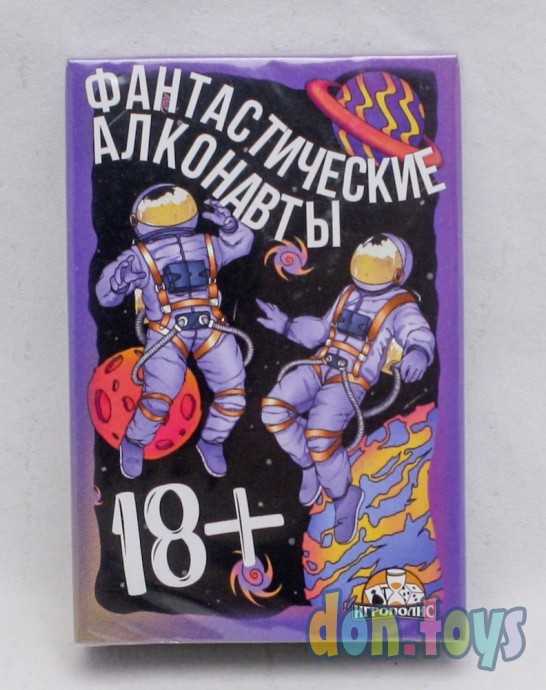 ФАНТАСТИЧЕСКИЕ
АЛКОНАВТЫ
18+
ИГРОПОЛИС
don.toys